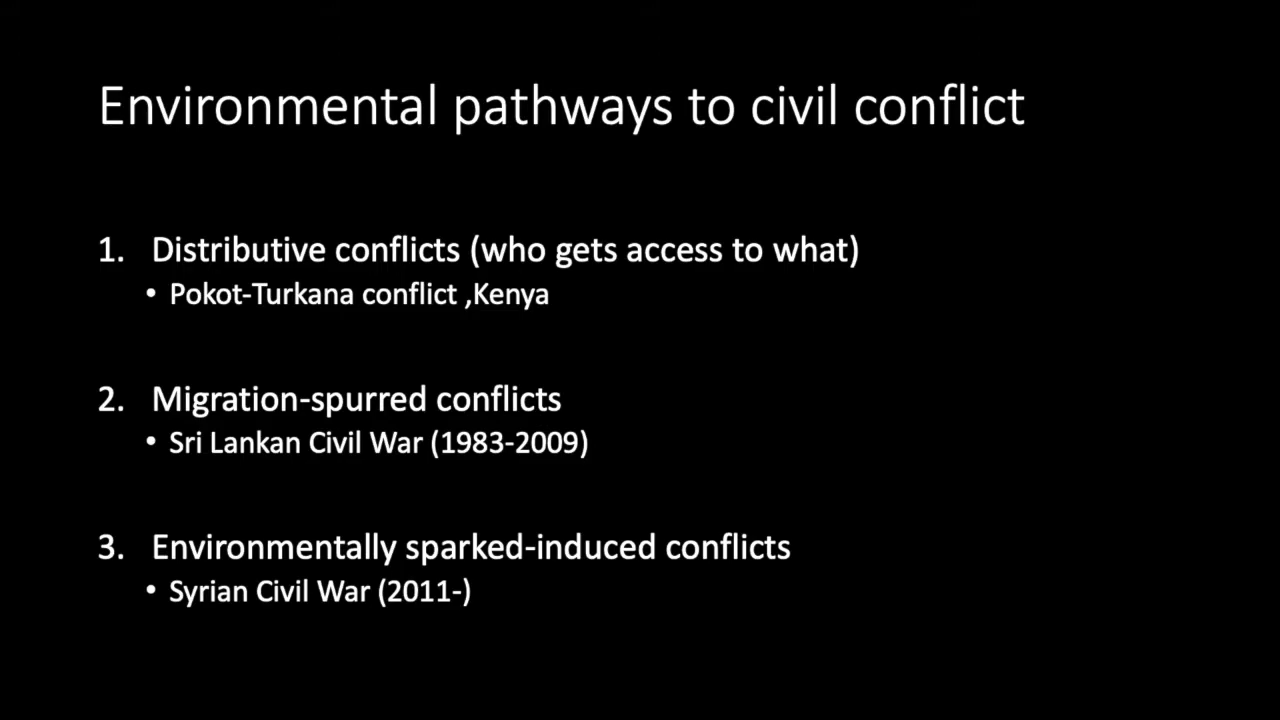 Environmental pathways to civil conflict
1. Distributive conflicts (who gets access to what)
• Pokot-Turkana conflict ,Kenya
2. Migration-spurred conflicts
• Sri Lankan Civil War (1983-2009)
3. Environmentally sparked-induced conflicts
• Syrian Civil War (2011-)